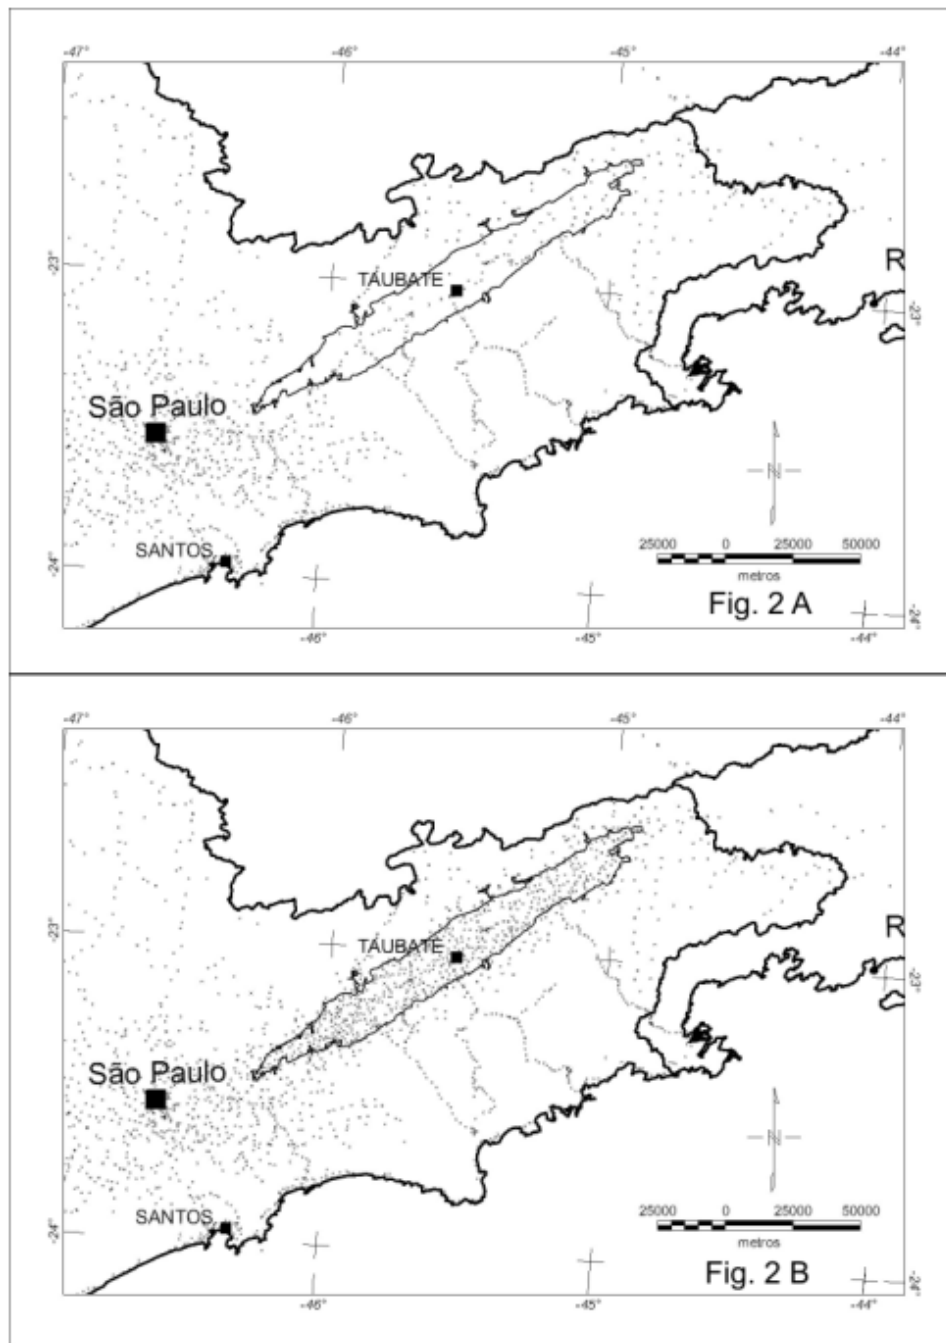 -47° -46° -45° -44°
-23°
TAUBATE
R
-23°
São Paulo
SANTOS
N
25000 0 25000 50000
metros
-24°
Fig. 2 A
-24°
-46° -45° -44°
-47° -46° -45° -44°
-23°
TAUBATE
R
-23°
São Paulo
SANTOS
N
25000 0 25000 50000
metros
-24°
Fig. 2 B
-24°
-46° -45° -44°